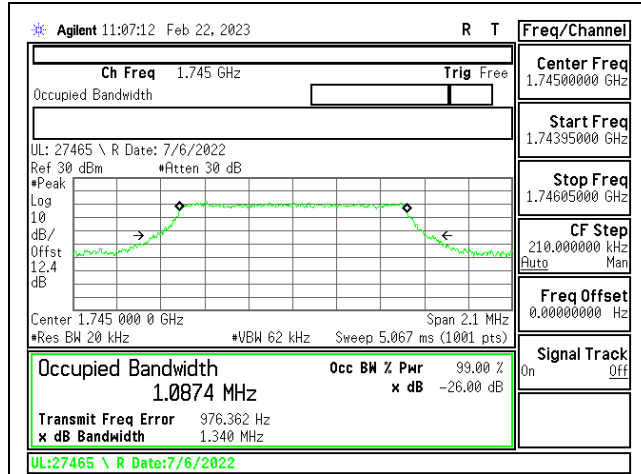 Agilent 11:07:12 Feb 22, 2023 R T
Ch Freq 1.745 GHz Trig Free
Occupied Bandwidth
UL: 27465 \ R Date: 7/6/2022
Ref 30 dBm #Atten 30 dB
#Peak
Log
10
dB/
Offst
12.4
dB
Center 1.745 000 0 GHz Span 2.1 MHz
#Res BW 20 kHz #VBW 62 kHz Sweep 5.067 ms (1001 pts)
Occupied Bandwidth Occ BW % Pwr 99.00 %
1.0874 MHz x dB -26.00 dB
Transmit Freq Error 976.362 Hz
x dB Bandwidth 1.340 MHz
UL:27465 \ R Date:7/6/2022
Freq/Channel
Center Freq
1.74500000 GHz
Start Freq
1.74395000 GHz
Stop Freq
1.74605000 GHz
CF Step
210.000000 kHz
Auto Man
Freq Offset
0.00000000 Hz
Signal Track
On Off